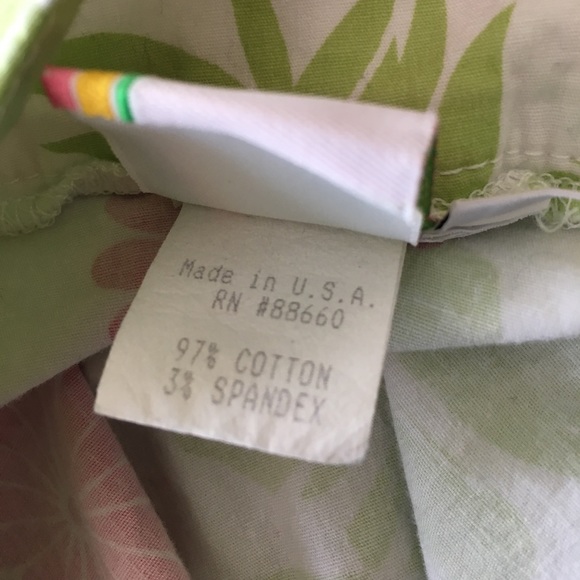 Made in U.S.A.
RN #88660
97% COTTON
3% SPANDEX